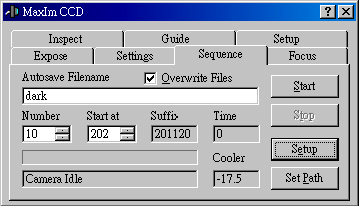 MaxIm CCD
Inspect Guide Setup
Expose Settings Sequence Focus
Autosave Filename Overwrite Files
dark
Start
Number Start at Suffix Time
Stop
10 202 201120 0
Setup
Cooler
Camera Idle -17.5 Set Path